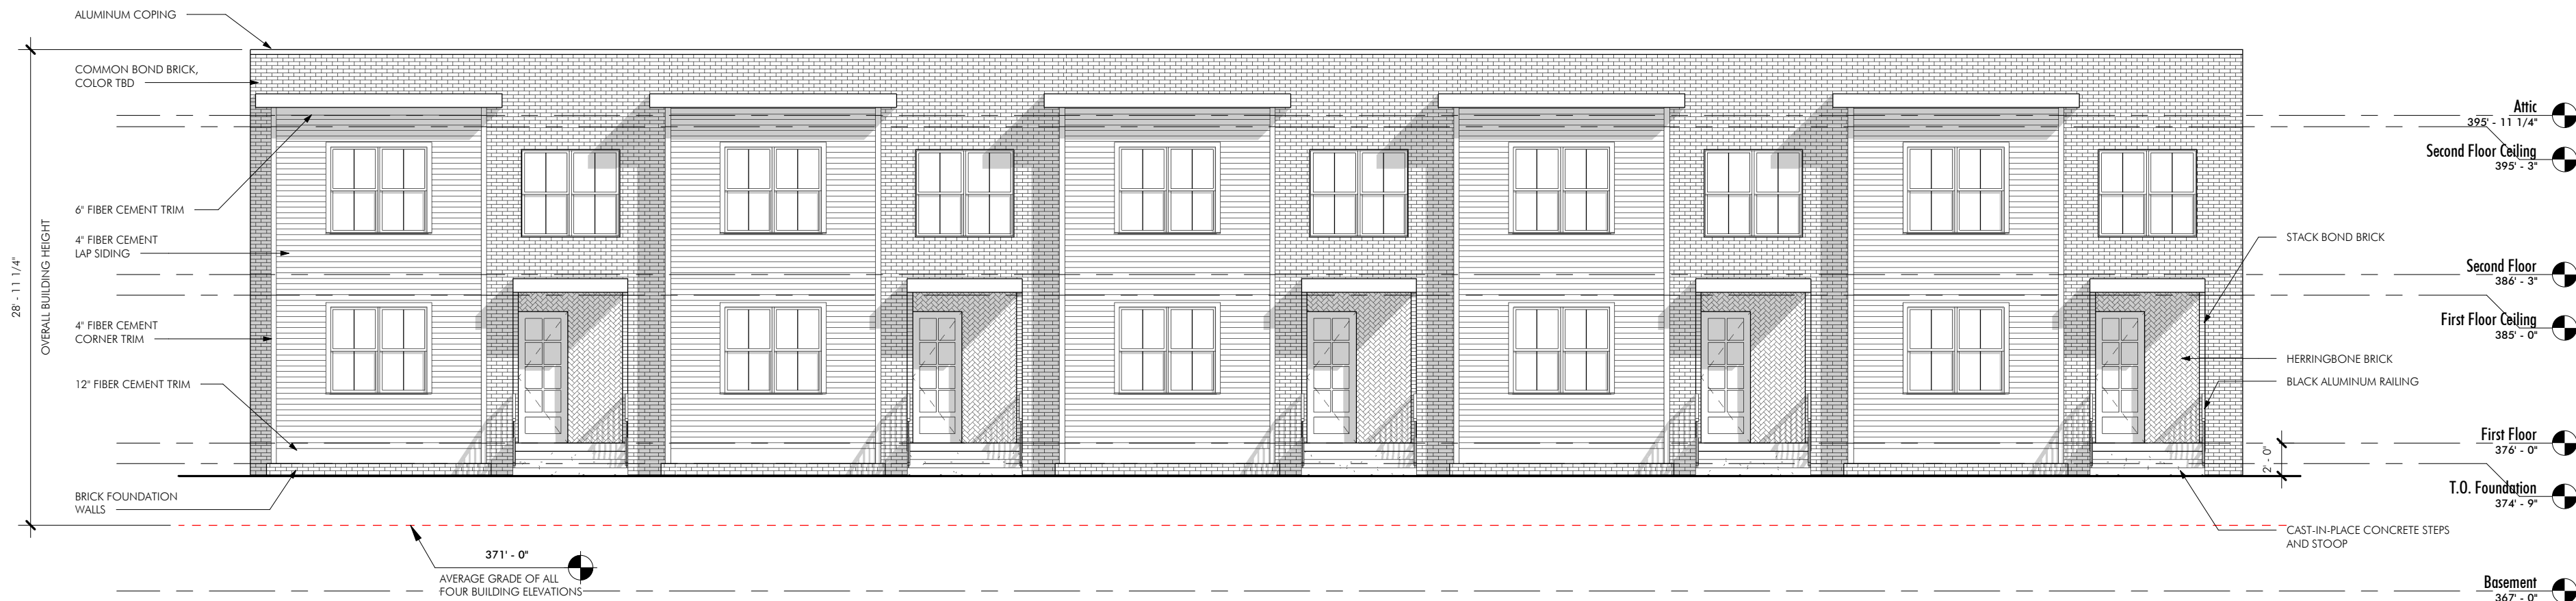 ALUMINUM COPING
COMMON BOND BRICK,
COLOR TBD
6" FIBER CEMENT TRIM
4" FIBER CEMENT
LAP SIDING
4" FIBER CEMENT
CORNER TRIM
12" FIBER CEMENT TRIM
BRICK FOUNDATION
WALLS
28' - 11 1/4"
OVERALL BUILDING HEIGHT
371' - 0"
AVERAGE GRADE OF ALL
FOUR BUILDING ELEVATIONS
STACK BOND BRICK
HERRINGBONE BRICK
BLACK ALUMINUM RAILING
CAST-IN-PLACE CONCRETE STEPS
AND STOOP
2' - 0"
Attic
395' - 11 1/4"
Second Floor Ceiling
395' - 3"
Second Floor
386' - 3"
First Floor Ceiling
385' - 0"
First Floor
376' - 0"
T.O. Foundation
374' - 9"
Basement
367' - 0"